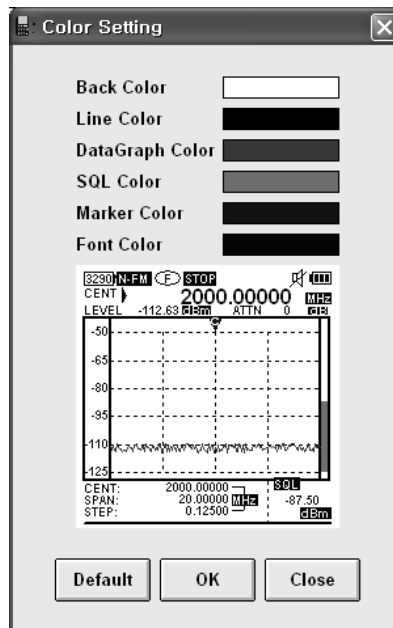 Color Setting
Back Color
Line Color
DataGraph Color
SQL Color
Marker Color
Font Color
3290 N-FM F STOP
CENT 2000.00000 MHz
LEVEL -112.63 dBm ATTN 0 dB
C
-50
-65
-80
-95
-110
-125
CENT: 2000.00000
SPAN: 20.00000 MHz
STEP: 0.12500
SQL
-87.50
dBm
Default OK Close